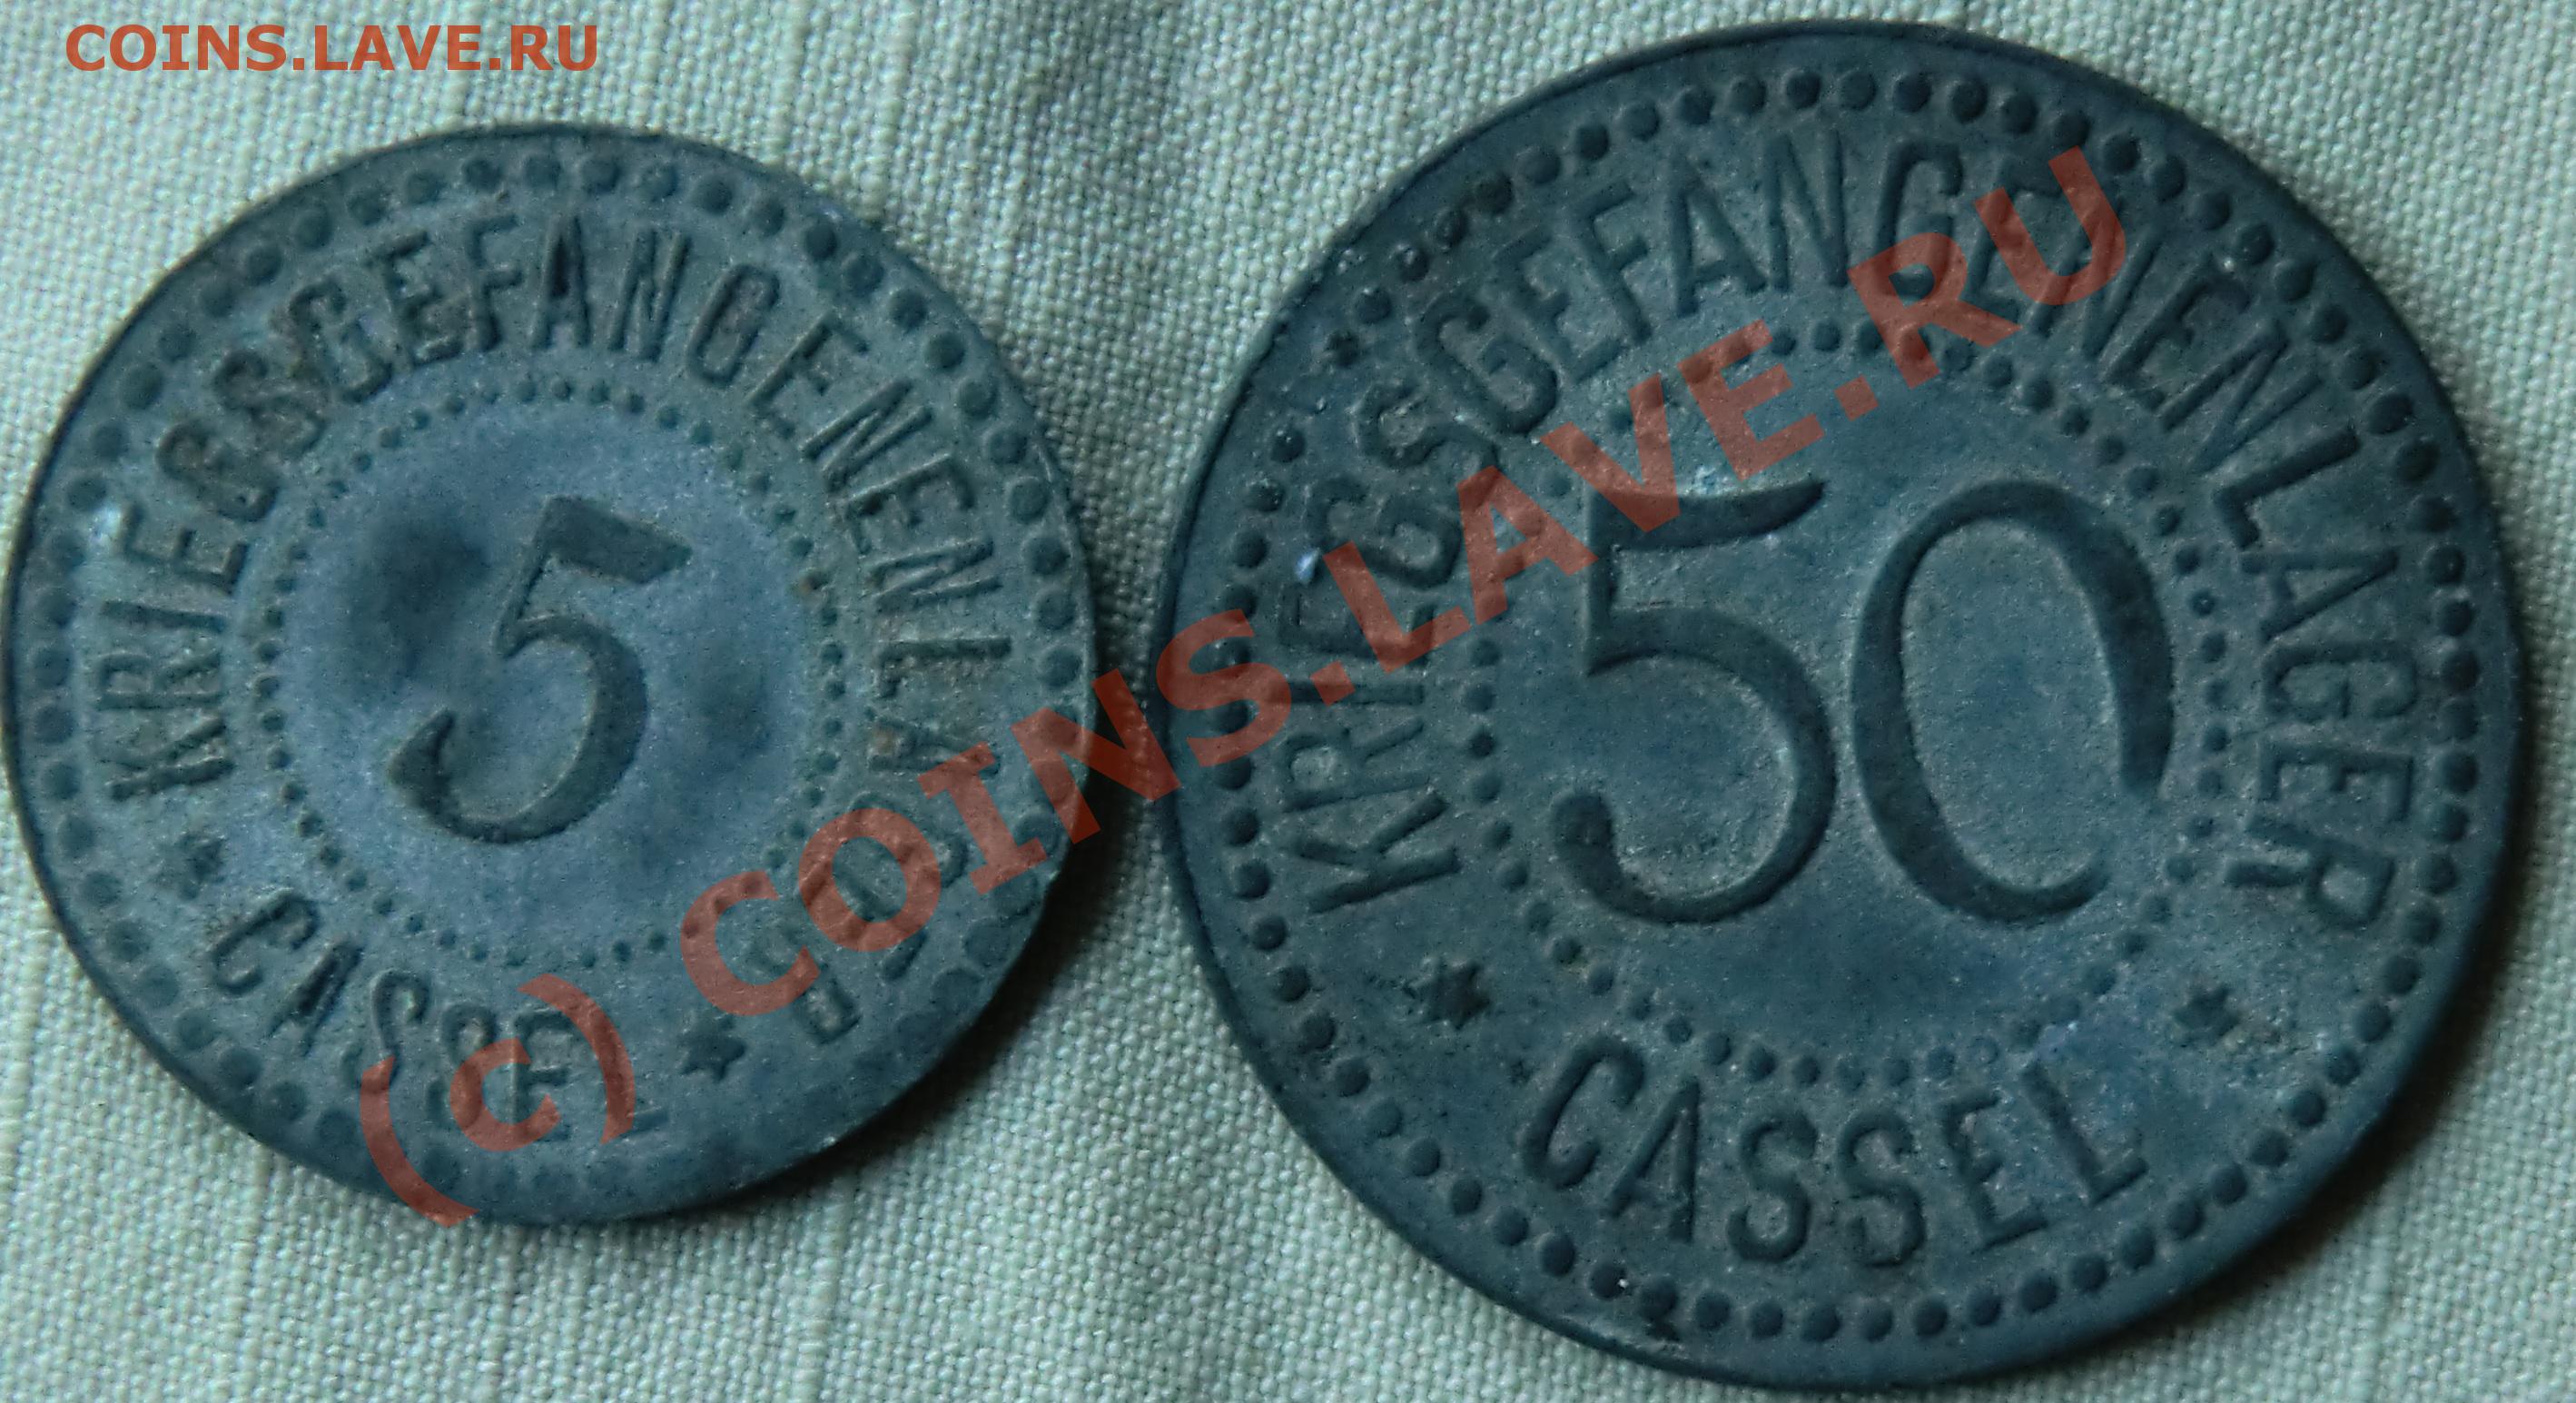 COINS.LAVE.RU
KRIEGSGEFANGENENLAGER
5
CASSEL
KRIEGSGEFANGENENLAGER
50
CASSEL
(c) COINS.LAVE.RU